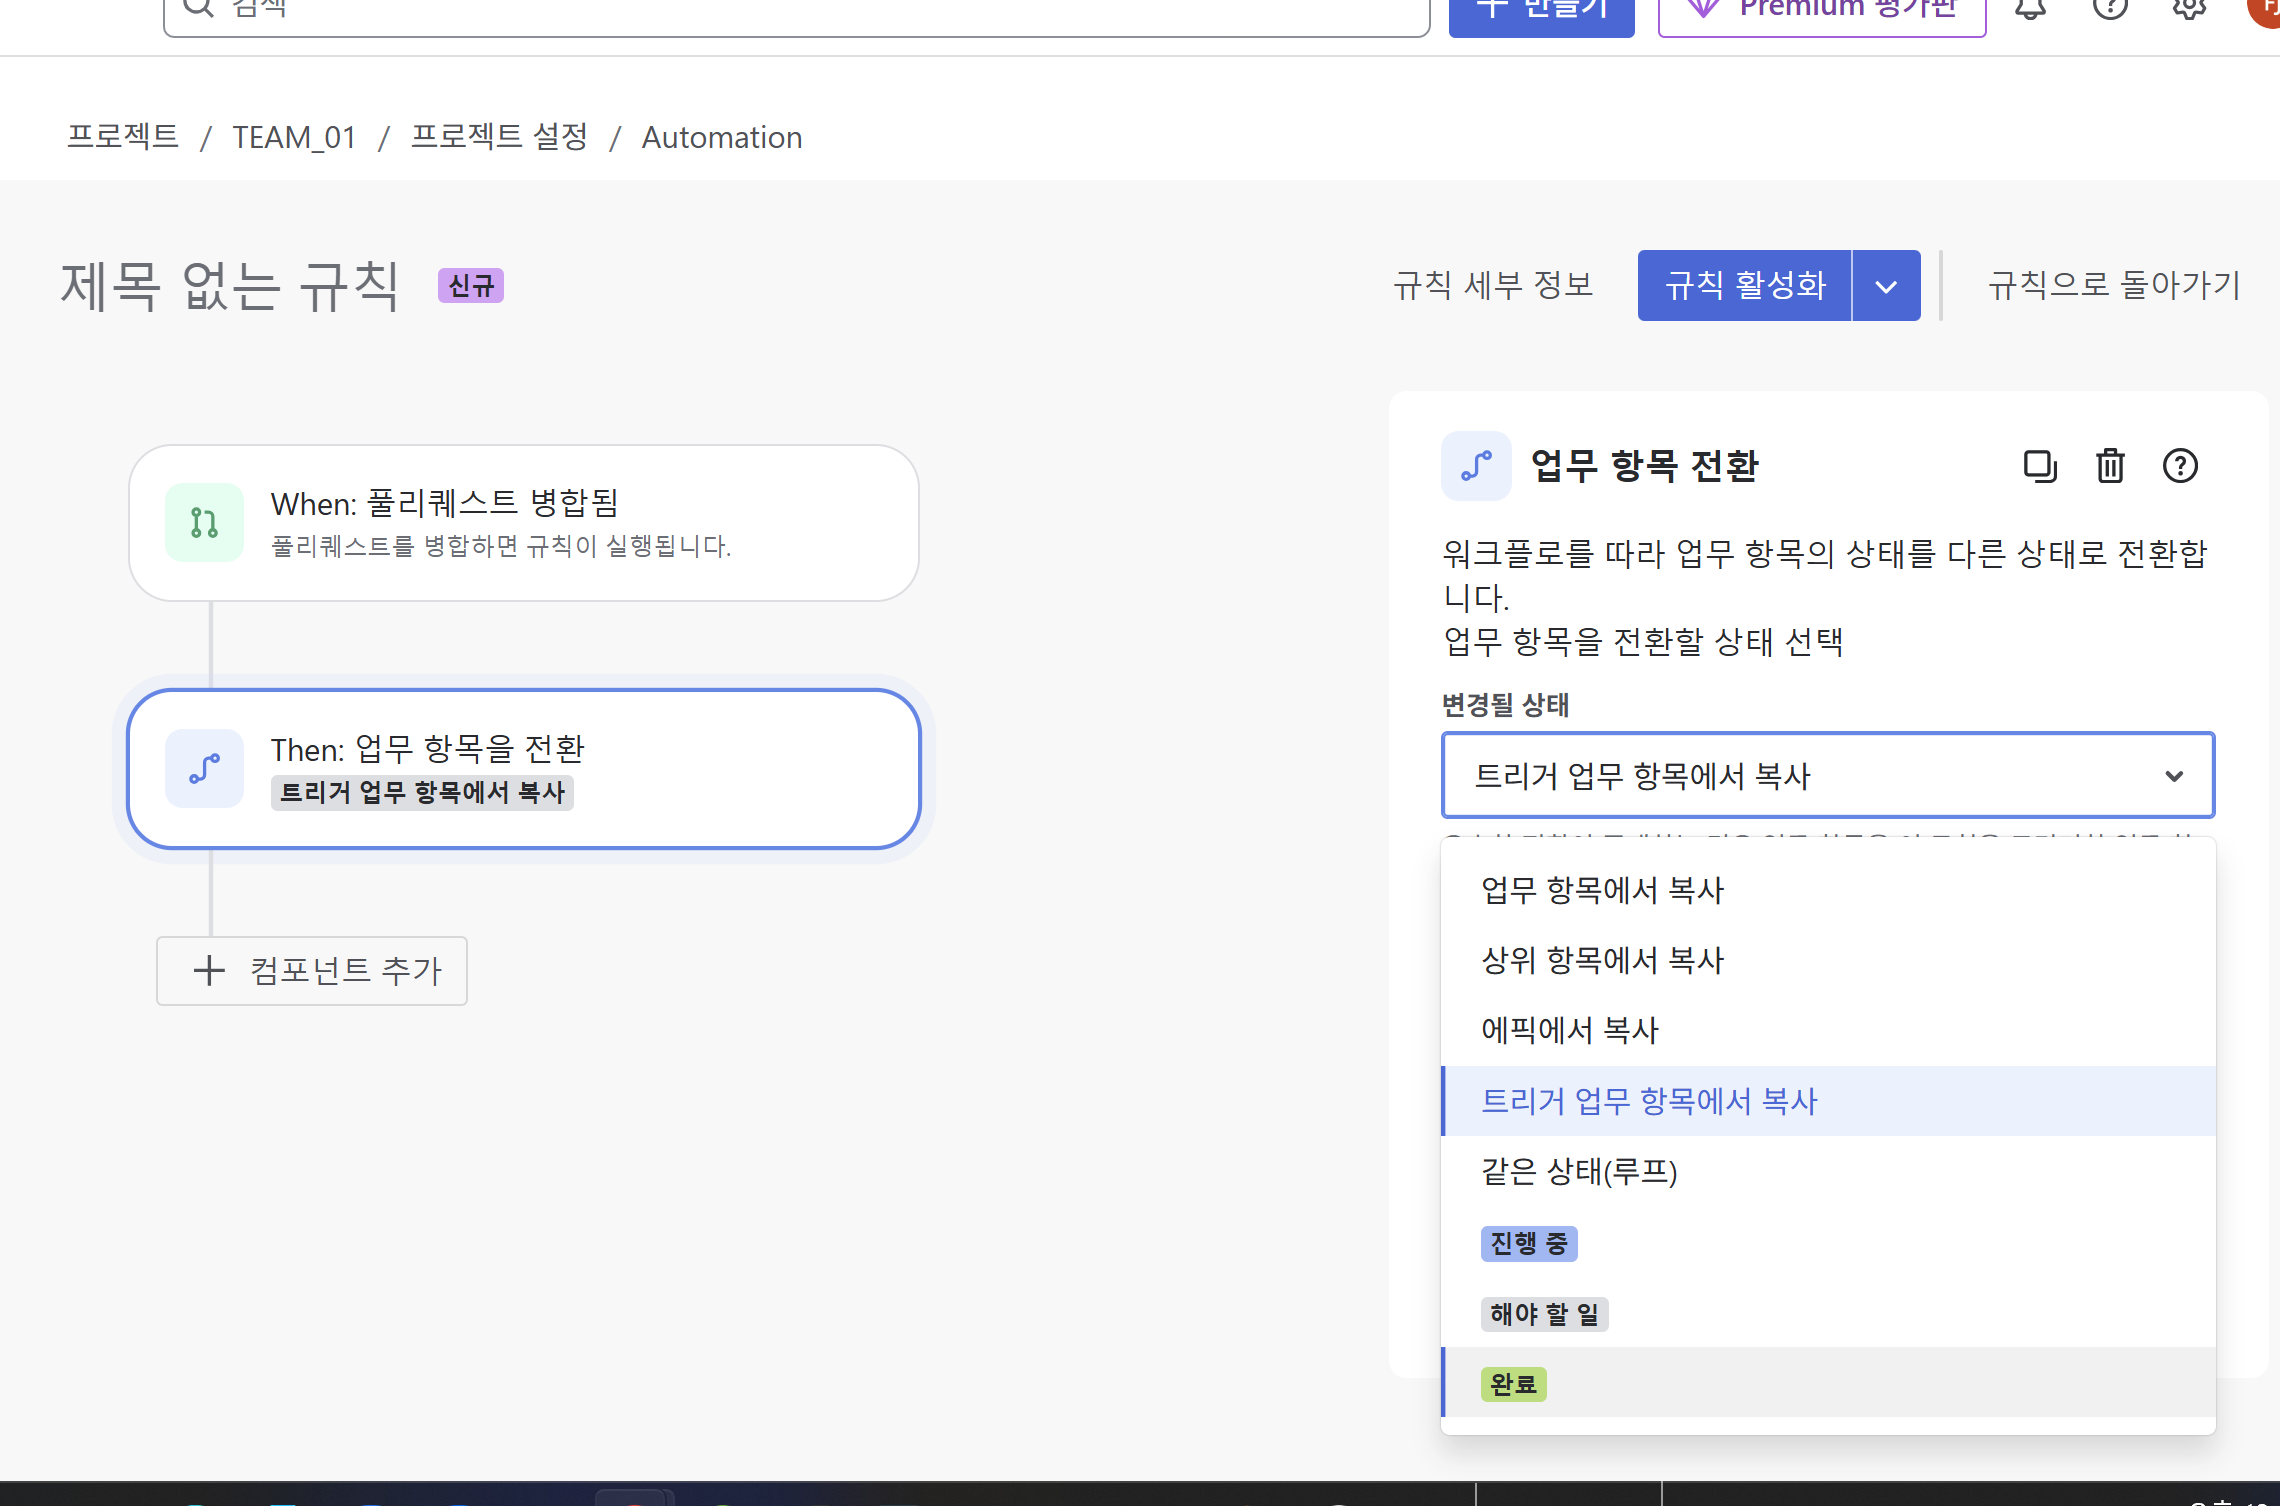 검색
만들기
Premium 평가판
프로젝트 / TEAM_01 / 프로젝트 설정 / Automation
제목 없는 규칙 신규
규칙 세부 정보
규칙 활성화
규칙으로 돌아가기
When: 풀리퀘스트 병합됨
풀리퀘스트를 병합하면 규칙이 실행됩니다.
Then: 업무 항목을 전환
트리거 업무 항목에서 복사
컴포넌트 추가
업무 항목 전환
워크플로를 따라 업무 항목의 상태를 다른 상태로 전환합
니다.
업무 항목을 전환할 상태 선택
변경될 상태
트리거 업무 항목에서 복사
업무 항목에서 복사
상위 항목에서 복사
에픽에서 복사
트리거 업무 항목에서 복사
같은 상태(루프)
진행 중
해야 할 일
완료